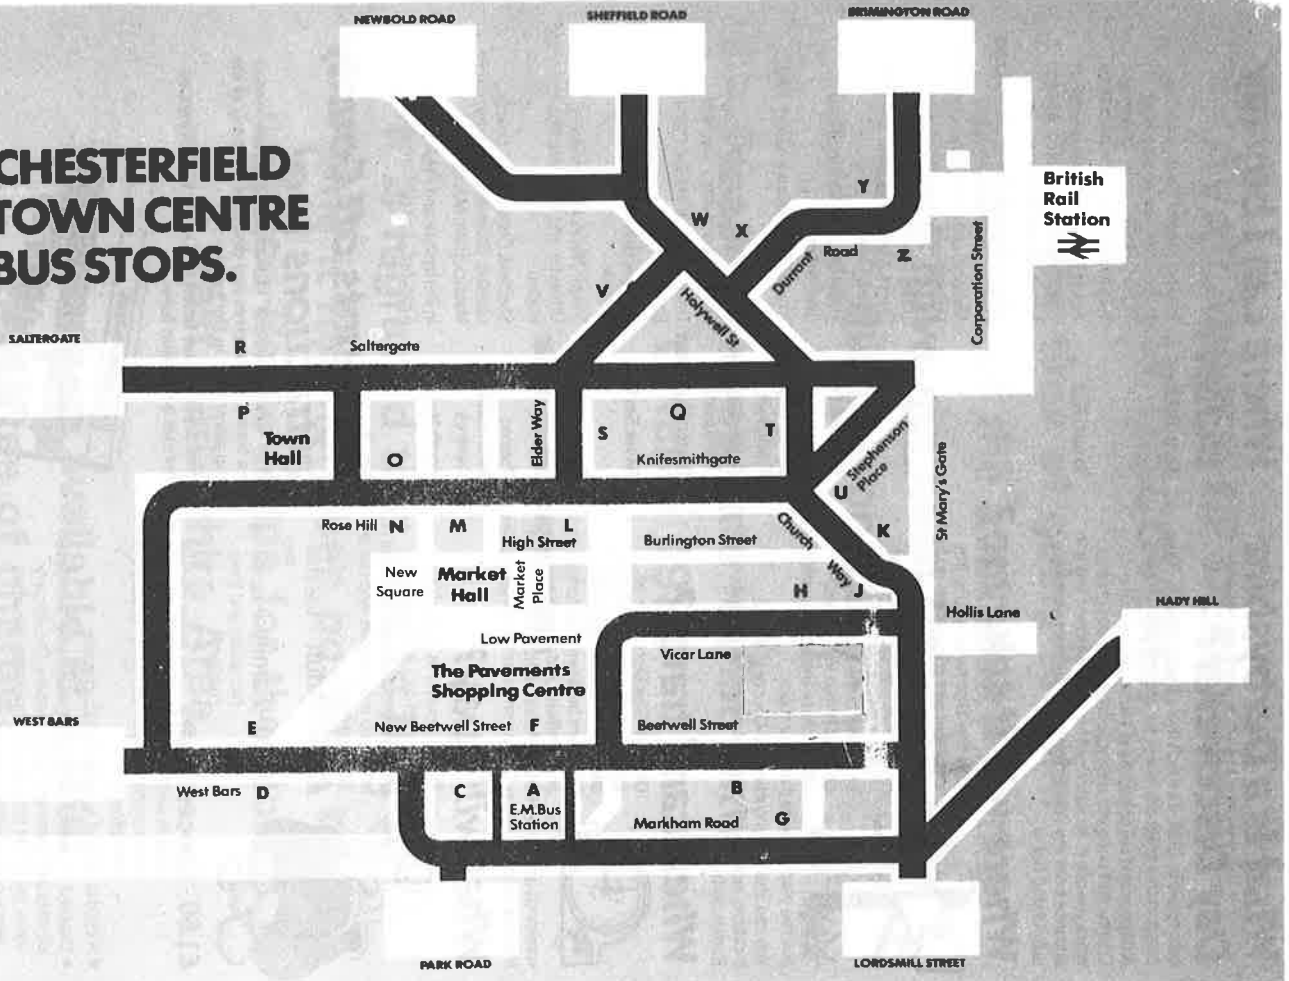 NEWBOLD ROAD
SHEFFIELD ROAD
BRIMINGTON ROAD
CHESTERFIELD
TOWN CENTRE
BUS STOPS.
British
Rail
Station
Y
W
X
Road
Z
Durrant
Corporation Street
V
Holywell St
SALTERGATE
R
Saltergate
P
Town
Hall
O
Elder Way
S
Q
T
Knifesmithgate
Stephenson
Place
U
St Mary's Gate
Rose Hill
N
M
L
High Street
Burlington Street
Church
Way
K
New
Square
Market
Hall
Market
Place
H
J
Hollis Lane
HADY HILL
Low Pavement
Vicar Lane
The Pavements
Shopping Centre
WEST BARS
E
New Beetwell Street
F
Beetwell Street
West Bars
D
C
A
E.M.Bus
Station
B
Markham Road
G
PARK ROAD
LORDSMILL STREET